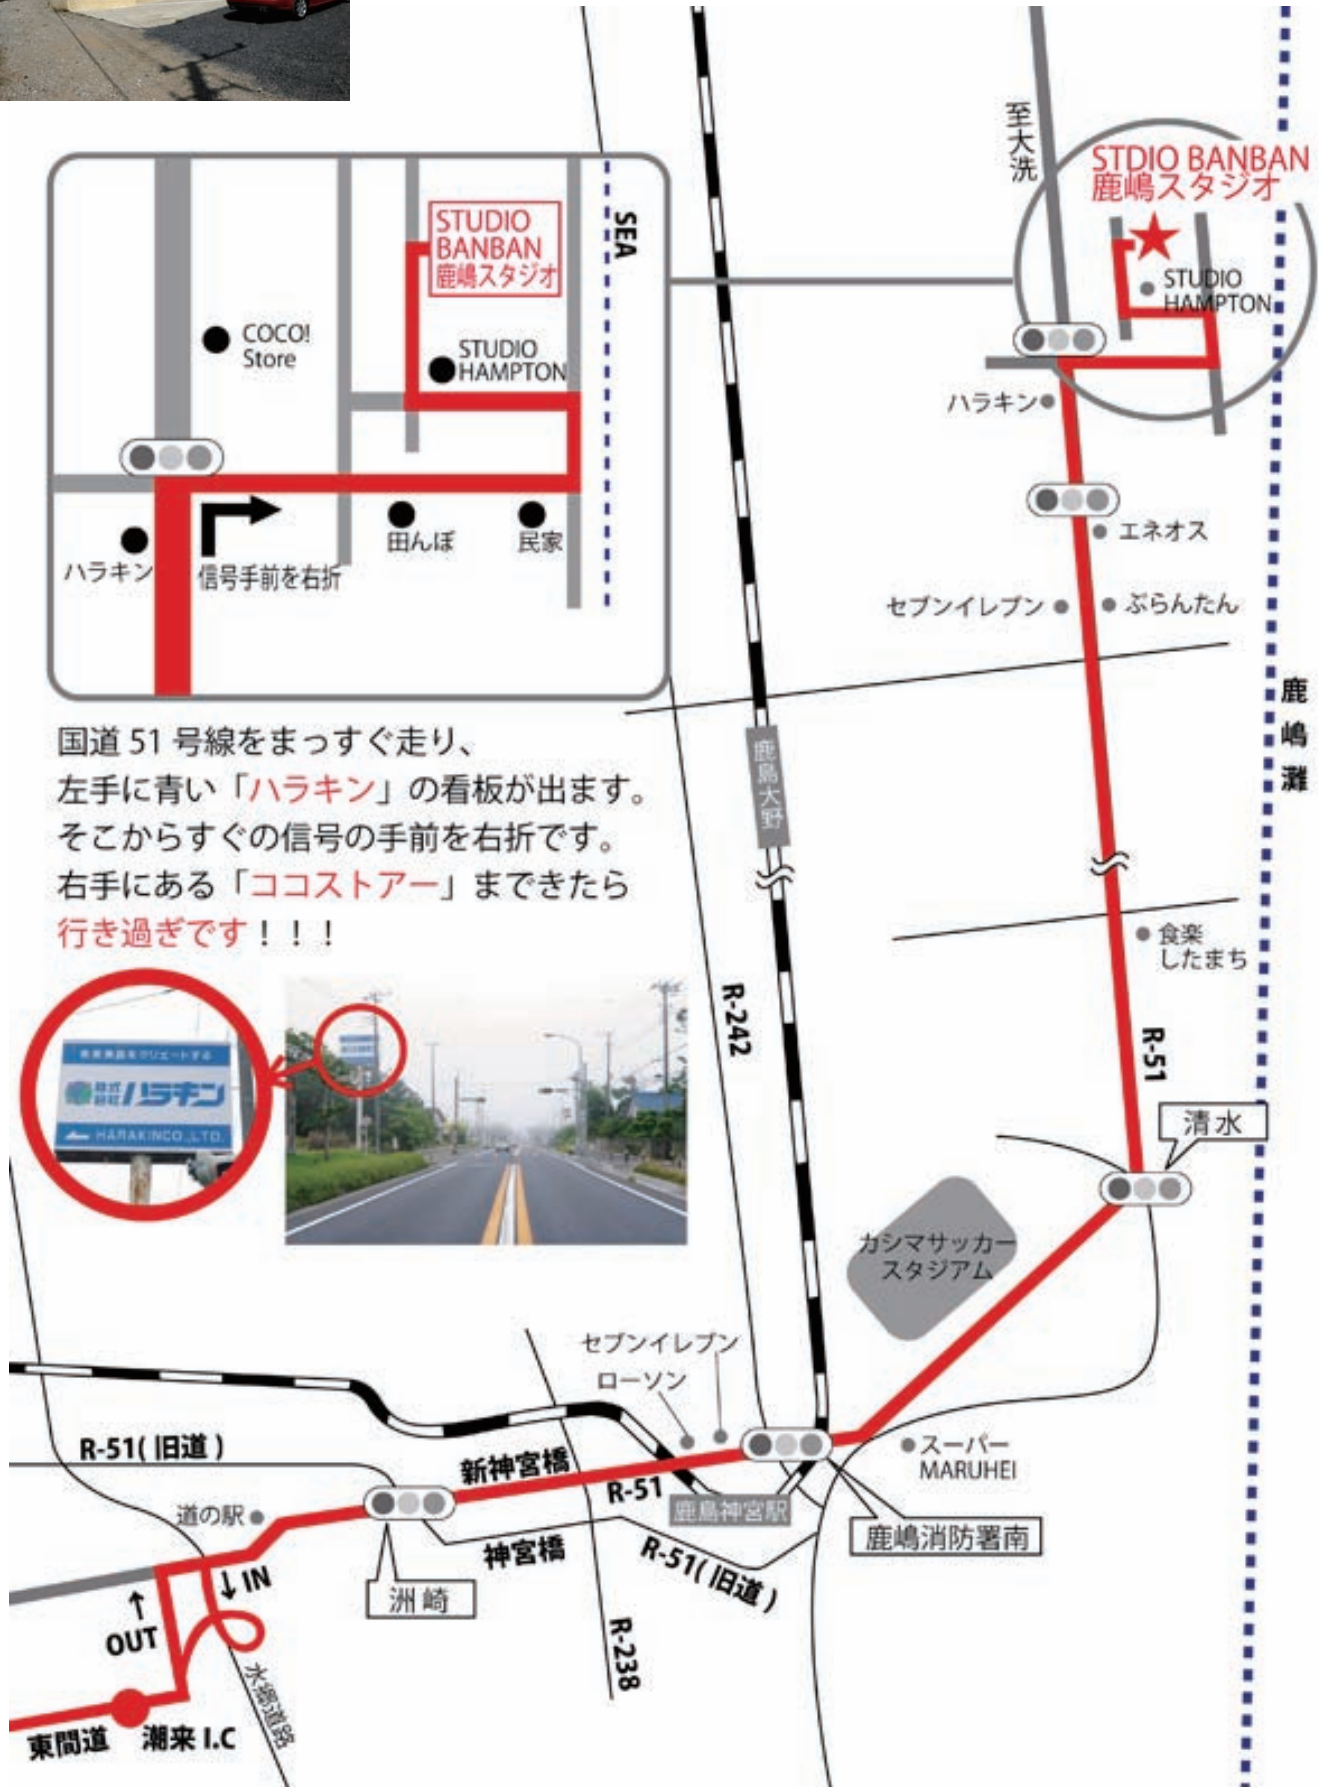 至大洗
STDIO BANBAN
鹿嶋スタジオ
STUDIO
HAMPTON
ハラキン
エネオス
セブンイレブン
ぶらんたん
SEA
STUDIO
BANBAN
鹿嶋スタジオ
COCO!
Store
STUDIO
HAMPTON
ハラキン
信号手前を右折
田んぼ
民家
国道 51 号線をまっすぐ走り、
左手に青い「ハラキン」の看板が出ます。
そこからすぐの信号の手前を右折です。
右手にある「ココストアー」まできたら
行き過ぎです！！！
鹿島大野
鹿嶋灘
食楽
したまち
R-242
R-51
株式
会社 ハラキン
HARAKINCO.,LTD.
清水
カシマサッカー
スタジアム
セブンイレブン
ローソン
R-51( 旧道 )
新神宮橋
R-51
スーパー
MARUHEI
道の駅
鹿島神宮駅
鹿嶋消防署南
神宮橋
R-51( 旧道 )
洲崎
↓ IN
↑
OUT
R-238
水郷道路
東間道
潮来 I.C